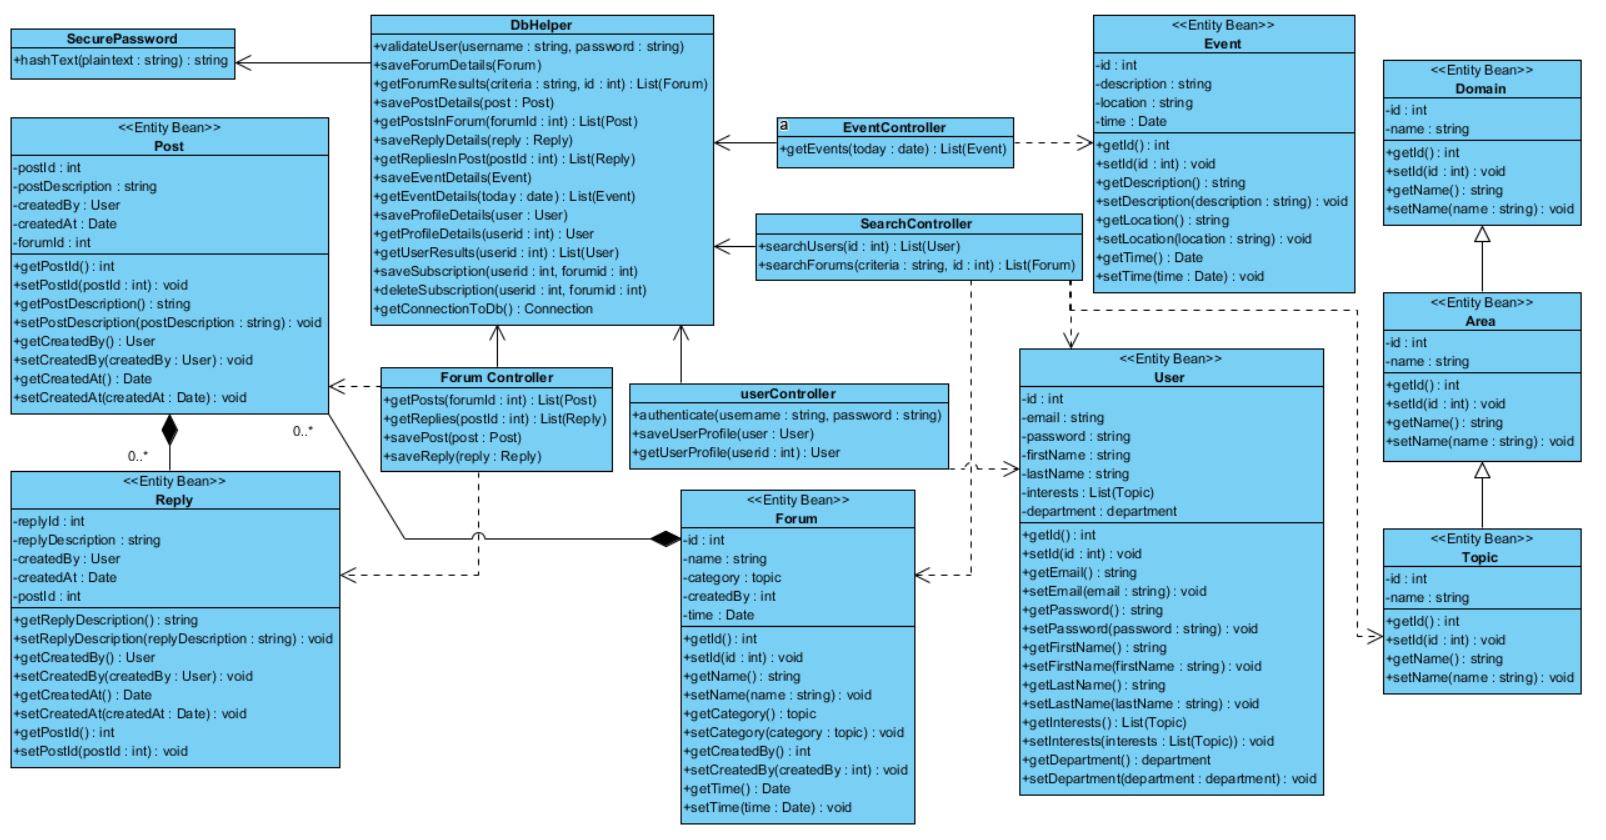 SecurePassword
+hashText(plaintext : string) : string
DbHelper
+validateUser(username : string, password : string)
+saveForumDetails(Forum)
+getForumResults(criteria : string, id : int) : List(Forum)
+savePostDetails(post : Post)
+getPostsInForum(forumId : int) : List(Post)
+saveReplyDetails(reply : Reply)
+getRepliesInPost(postId : int) : List(Reply)
+saveEventDetails(Event)
+getEventDetails(today : date) : List(Event)
+saveProfileDetails(user : User)
+getProfileDetails(userid : int) : User
+getUserResults(userid : int) : List(User)
+saveSubscription(userid : int, forumid : int)
+deleteSubscription(userid : int, forumid : int)
+getConnectionToDb() : Connection
<<Entity Bean>>
Event
-id : int
-description : string
-location : string
-time : Date
+getId() : int
+setId(id : int) : void
+getDescription() : string
+setDescription(description : string) : void
+getLocation() : string
+setLocation(location : string) : void
+getTime() : Date
+setTime(time : Date) : void
<<Entity Bean>>
Domain
-id : int
-name : string
+getId() : int
+setId(id : int) : void
+getName() : string
+setName(name : string) : void
<<Entity Bean>>
Post
-postId : int
-postDescription : string
-createdBy : User
-createdAt : Date
-forumId : int
+getPostId() : int
+setPostId(postId : int) : void
+getPostDescription() : string
+setPostDescription(postDescription : string) : void
+getCreatedBy() : User
+setCreatedBy(createdBy : User) : void
+getCreatedAt() : Date
+setCreatedAt(createdAt : Date) : void
a
EventController
+getEvents(today : date) : List(Event)
SearchController
+searchUsers(id : int) : List(User)
+searchForums(criteria : string, id : int) : List(Forum)
<<Entity Bean>>
Area
-id : int
-name : string
+getId() : int
+setId(id : int) : void
+getName() : string
+setName(name : string) : void
Forum Controller
+getPosts(forumId : int) : List(Post)
+getReplies(postId : int) : List(Reply)
+savePost(post : Post)
+saveReply(reply : Reply)
userController
+authenticate(username : string, password : string)
+saveUserProfile(user : User)
+getUserProfile(userid : int) : User
<<Entity Bean>>
User
-id : int
-email : string
-password : string
-firstName : string
-lastName : string
-interests : List(Topic)
-department : department
+getId() : int
+setId(id : int) : void
+getEmail() : string
+setEmail(email : string) : void
+getPassword() : string
+setPassword(password : string) : void
+getFirstName() : string
+setFirstName(firstName : string) : void
+getLastName() : string
+setLastName(lastName : string) : void
+getInterests() : List(Topic)
+setInterests(interests : List(Topic)) : void
+getDepartment() : department
+setDepartment(department : department) : void
0..*
0..*
<<Entity Bean>>
Reply
-replyId : int
-replyDescription : string
-createdBy : User
-createdAt : Date
-postId : int
+getReplyDescription() : string
+setReplyDescription(replyDescription : string) : void
+getCreatedBy() : User
+setCreatedBy(createdBy : User) : void
+getCreatedAt() : Date
+setCreatedAt(createdAt : Date) : void
+getPostId() : int
+setPostId(postId : int) : void
<<Entity Bean>>
Forum
-id : int
-name : string
-category : topic
-createdBy : int
-time : Date
+getId() : int
+setId(id : int) : void
+getName() : string
+setName(name : string) : void
+getCategory() : topic
+setCategory(category : topic) : void
+getCreatedBy() : int
+setCreatedBy(createdBy : int) : void
+getTime() : Date
+setTime(time : Date) : void
<<Entity Bean>>
Topic
-id : int
-name : string
+getId() : int
+setId(id : int) : void
+getName() : string
+setName(name : string) : void